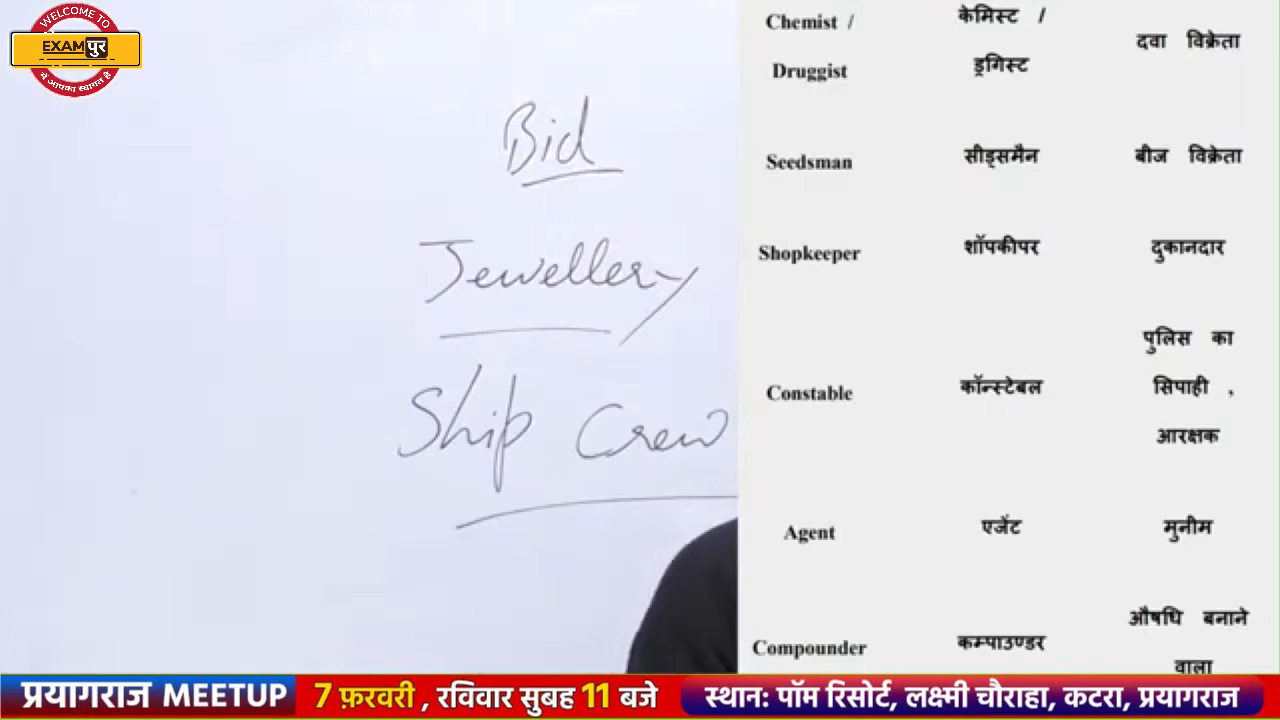 WELCOME TO
EXAMपुर
में आपका स्वागत है
Bid
Jewellery
Ship Crew
Chemist / केमिस्ट / दवा विक्रेता
Druggist ड्रगिस्ट
Seedsman सीड्समैन बीज विक्रेता
Shopkeeper शॉपकीपर दुकानदार
पुलिस का
Constable कॉन्स्टेबल सिपाही ,
आरक्षक
Agent एजेंट मुनीम
औषधि बनाने
Compounder कम्पाउण्डर वाला
प्रयागराज MEETUP 7 फ़रवरी , रविवार सुबह 11 बजे स्थान: पॉम रिसोर्ट, लक्ष्मी चौराहा, कटरा, प्रयागराज